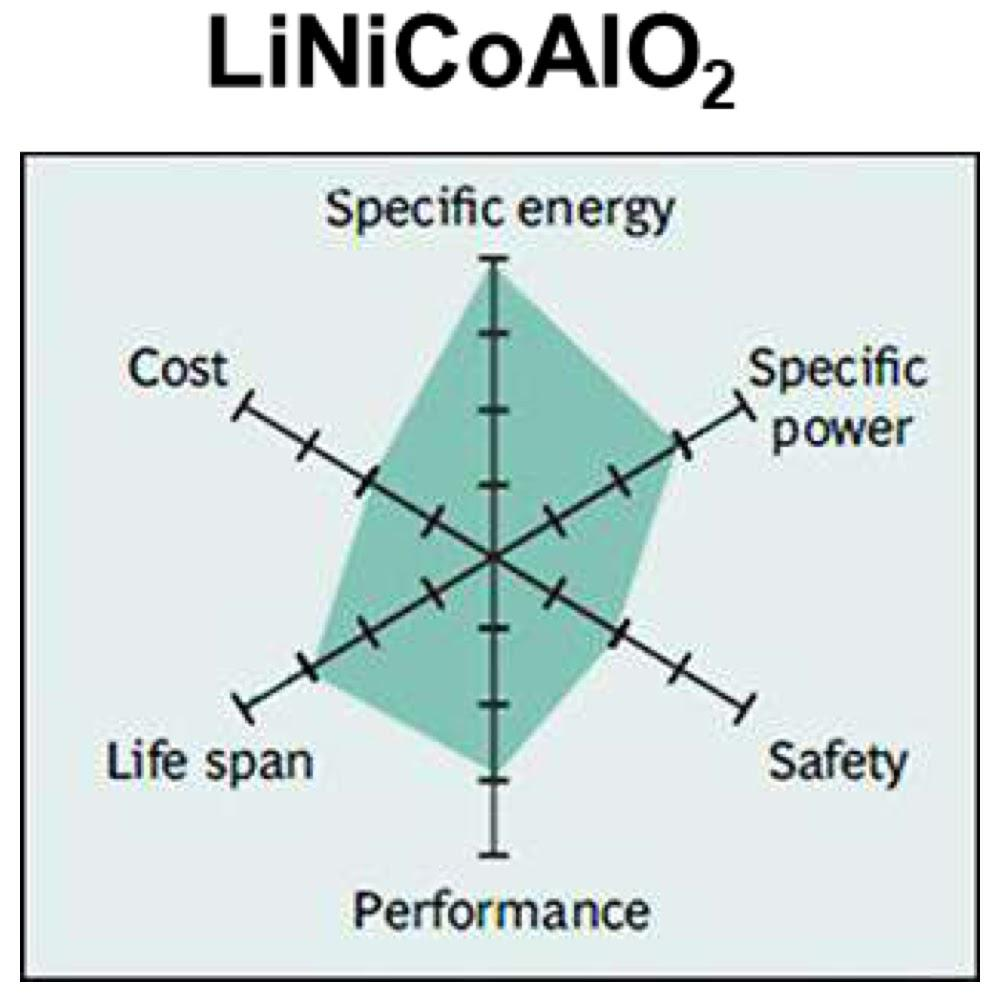 LiNiCoAlO₂
Specific energy
Cost
Specific
power
Life span
Safety
Performance